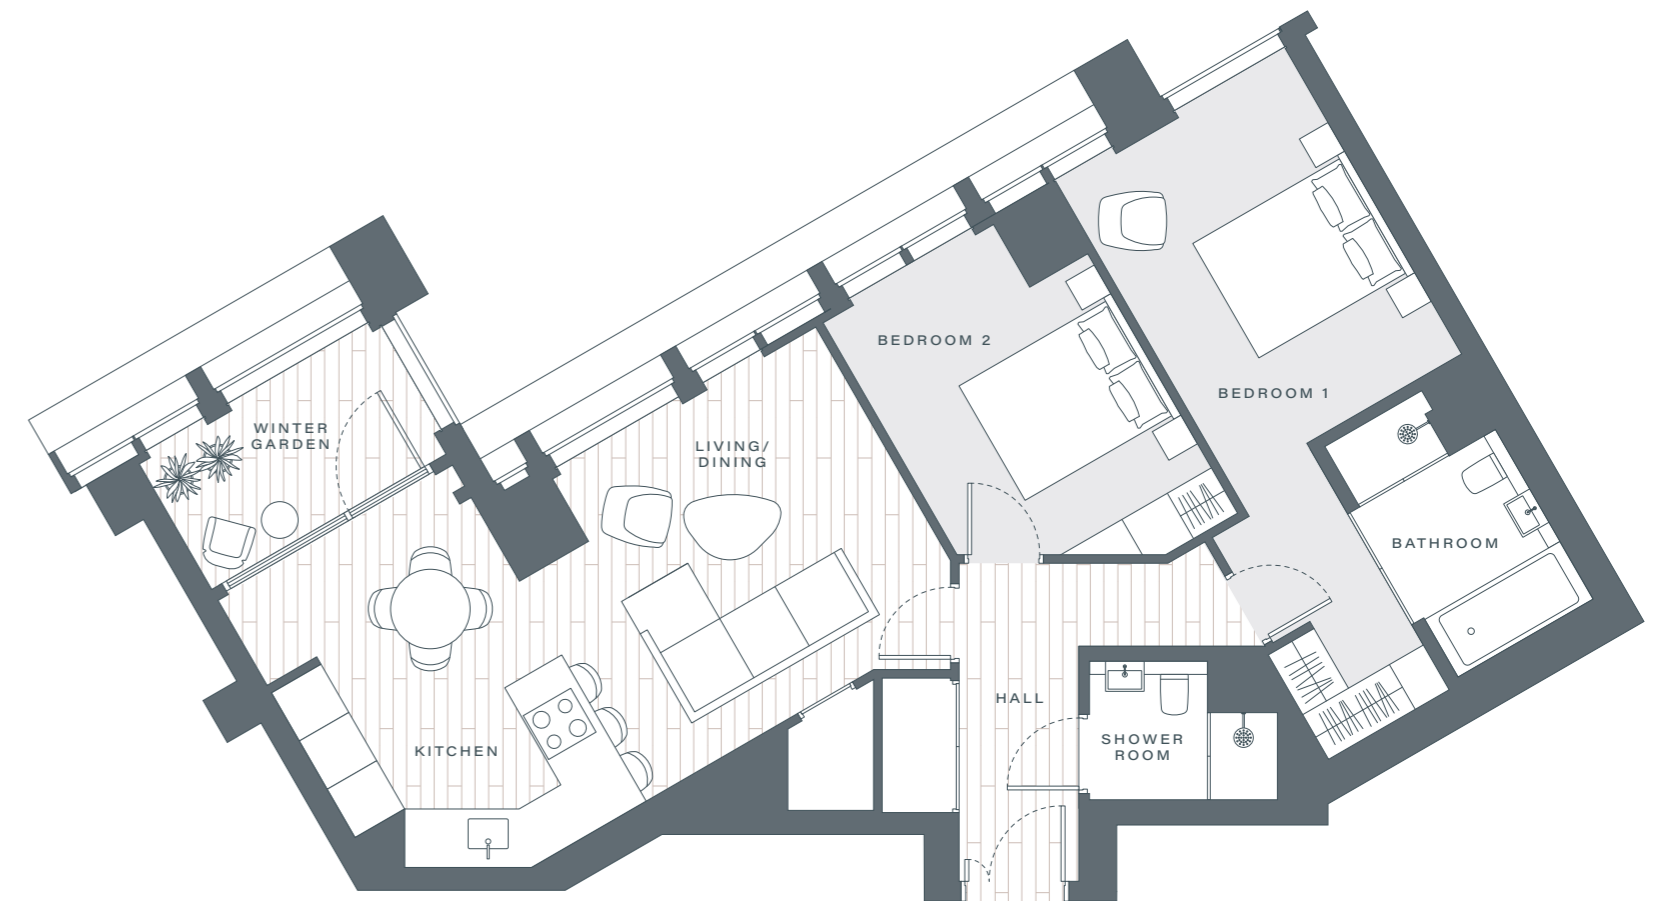 WINTER
GARDEN
LIVING/
DINING
BEDROOM 2
BEDROOM 1
BATHROOM
KITCHEN
HALL
SHOWER
ROOM